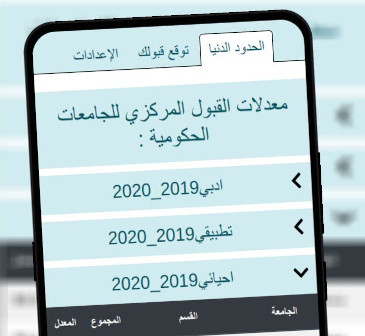 الحدود الدنيا توقع قبولك الإعدادات
معدلات القبول المركزي للجامعات
الحكومية :
ادبي2019_2020
تطبيقي2019_2020
احيائي2019_2020
الجامعة القسم المجموع المعدل